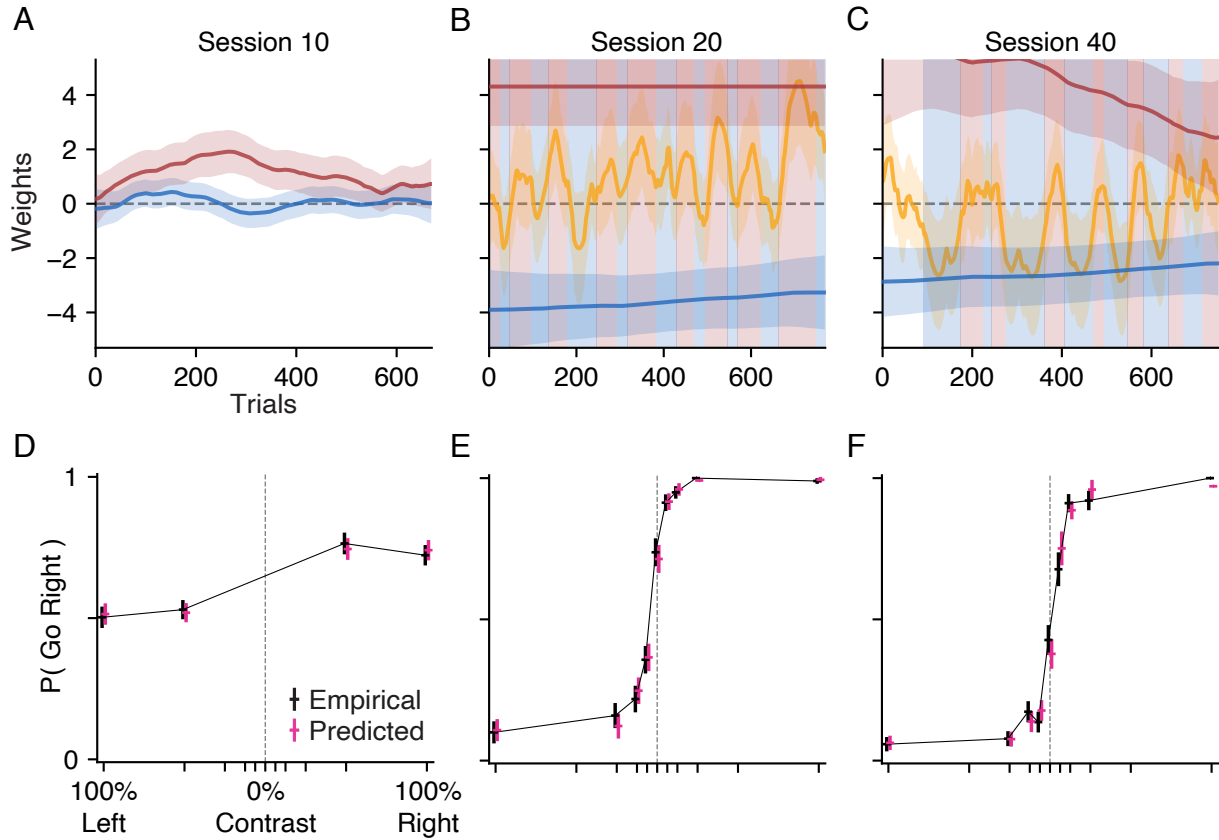 A
B
C
Session 10
Session 20
Session 40
Weights
4
2
0
−2
−4
0
200
400
600
0
200
400
600
0
200
400
600
Trials
D
E
F
P( Go Right )
1
0
Empirical
Predicted
100%
Left
0%
Contrast
100%
Right